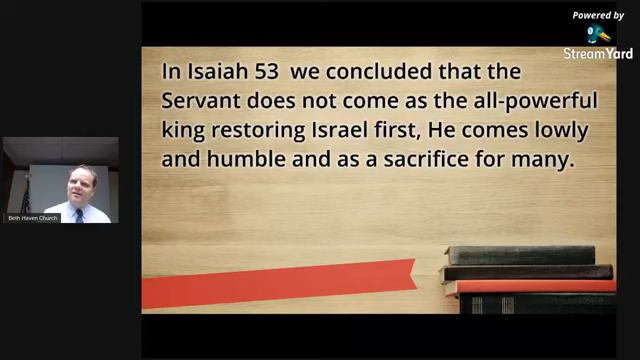 Powered by
StreamYard
In Isaiah 53 we concluded that the
Servant does not come as the all-powerful
king restoring Israel first, He comes lowly
and humble and as a sacrifice for many.
Beth Haven Church